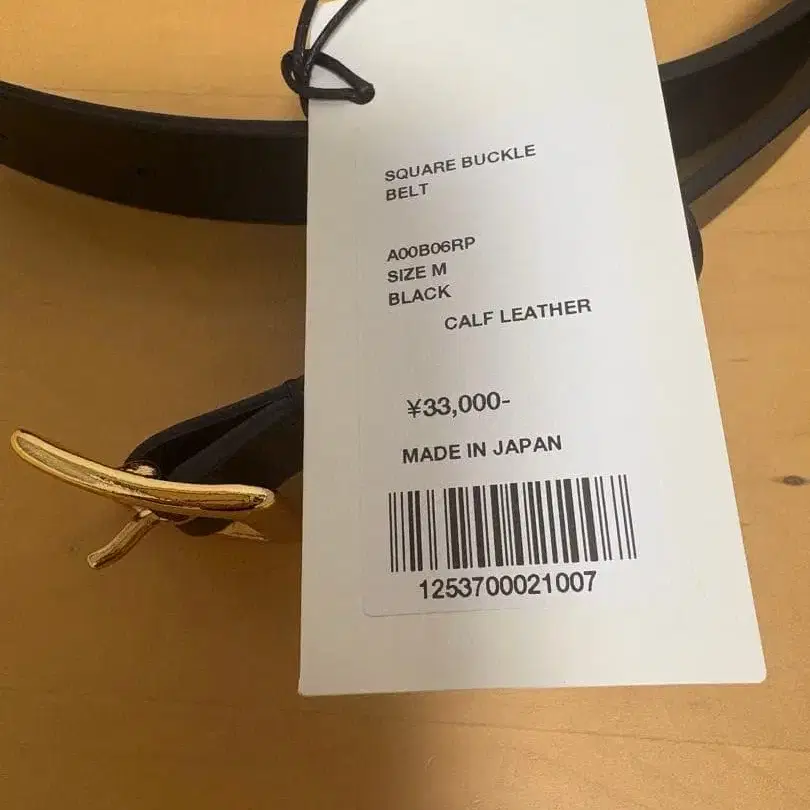 SQUARE BUCKLE
BELT
A00B06RP
SIZE M
BLACK
CALF LEATHER
¥33,000-
MADE IN JAPAN
1253700021007